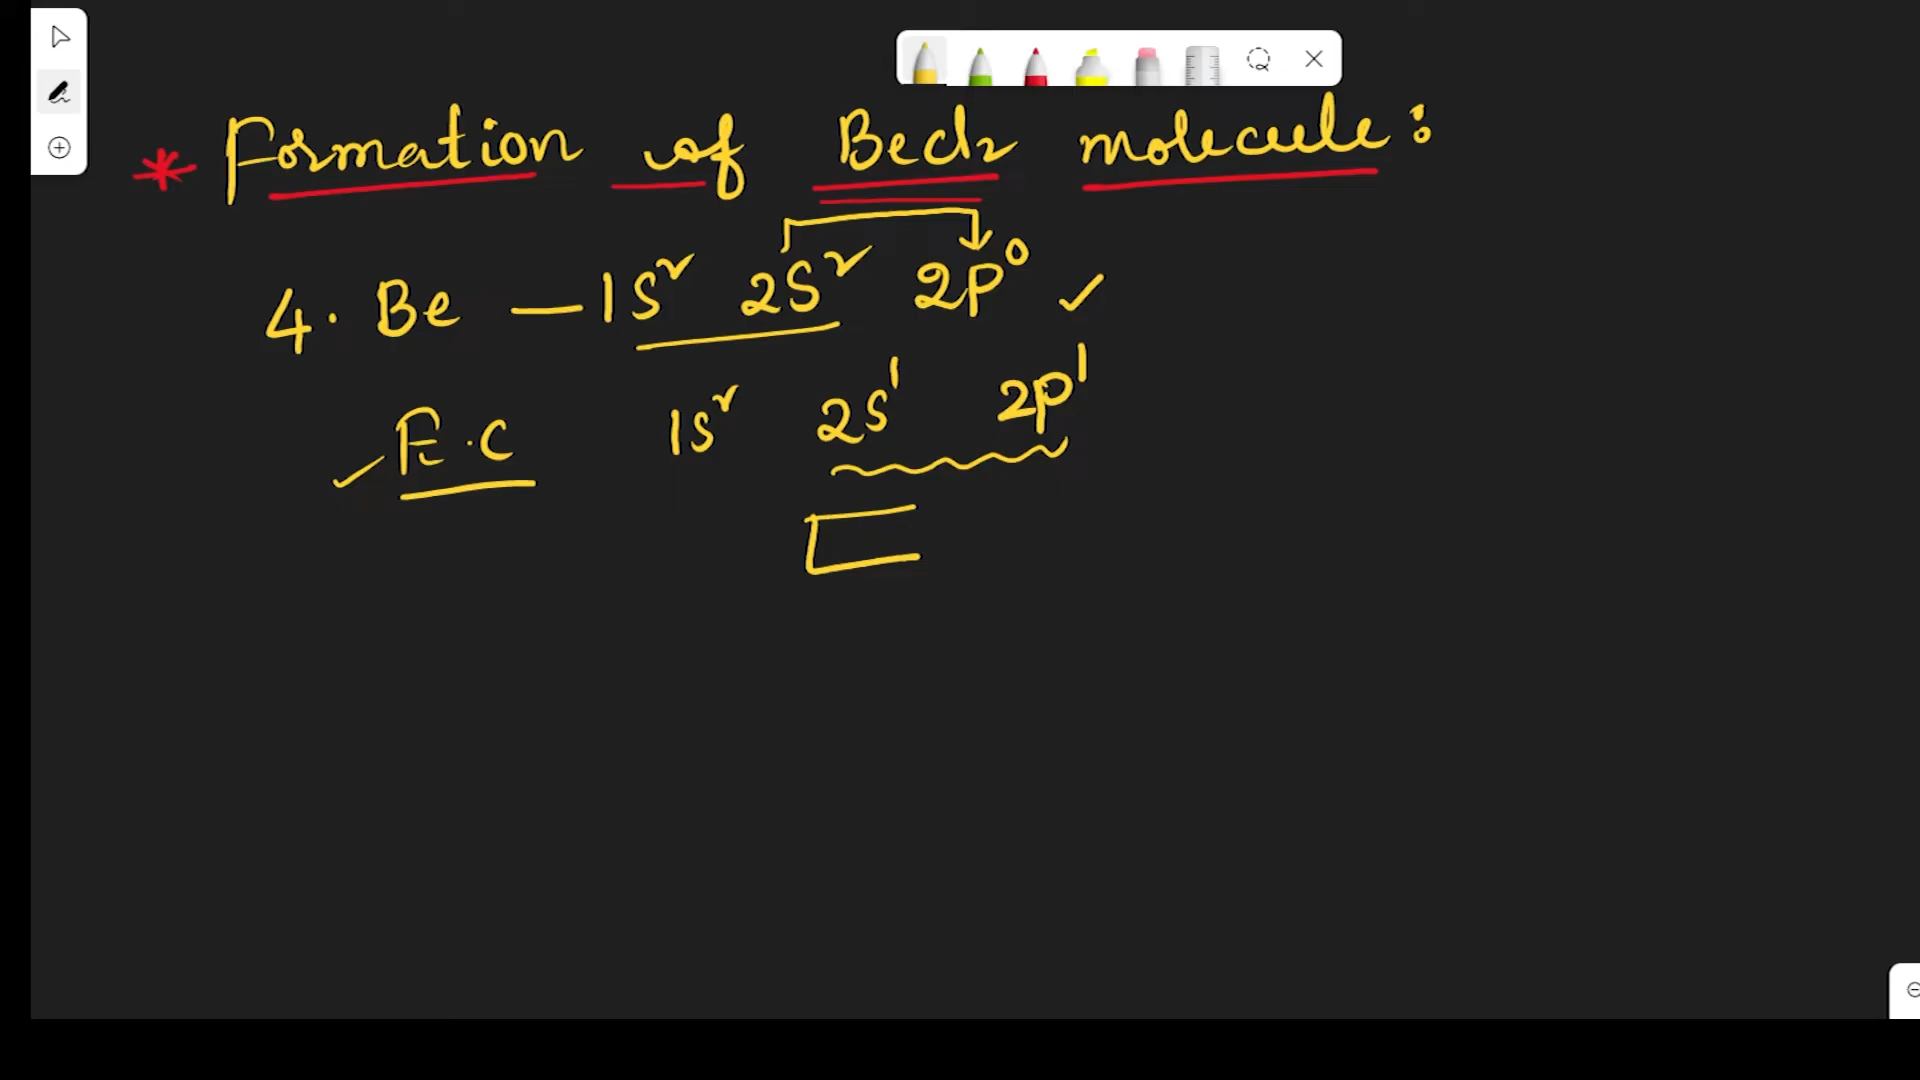 * Formation of Becl2 molecule:
4. Be — 1s² 2s² 2p⁰ ✓
✓ E.C 1s² 2s¹ 2p¹